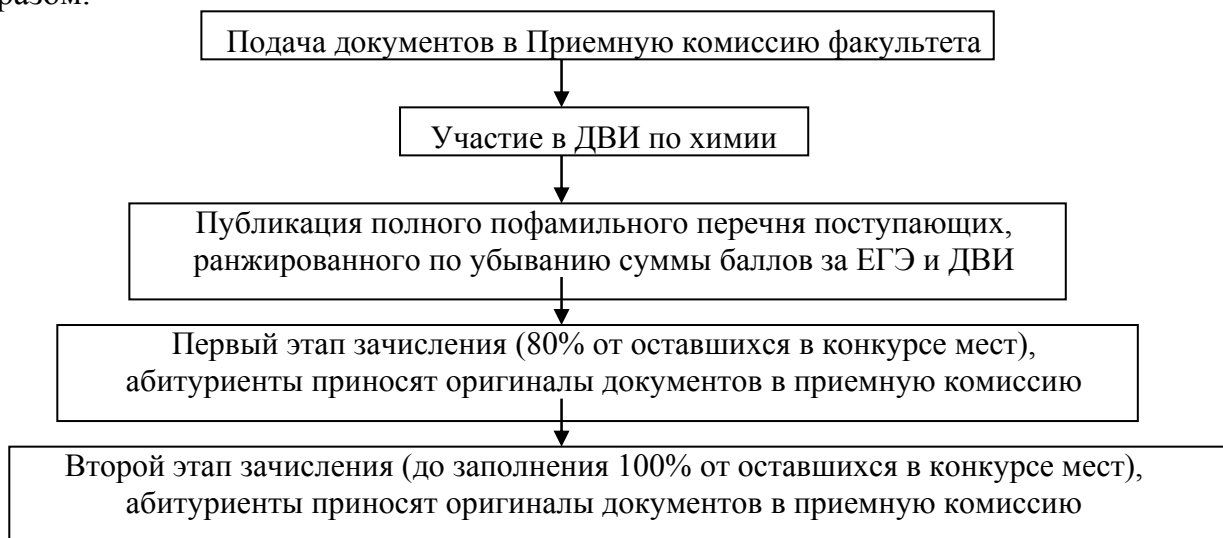 разом:
Подача документов в Приемную комиссию факультета
Участие в ДВИ по химии
Публикация полного пофамильного перечня поступающих,
ранжированного по убыванию суммы баллов за ЕГЭ и ДВИ
Первый этап зачисления (80% от оставшихся в конкурсе мест),
абитуриенты приносят оригиналы документов в приемную комиссию
Второй этап зачисления (до заполнения 100% от оставшихся в конкурсе мест),
абитуриенты приносят оригиналы документов в приемную комиссию